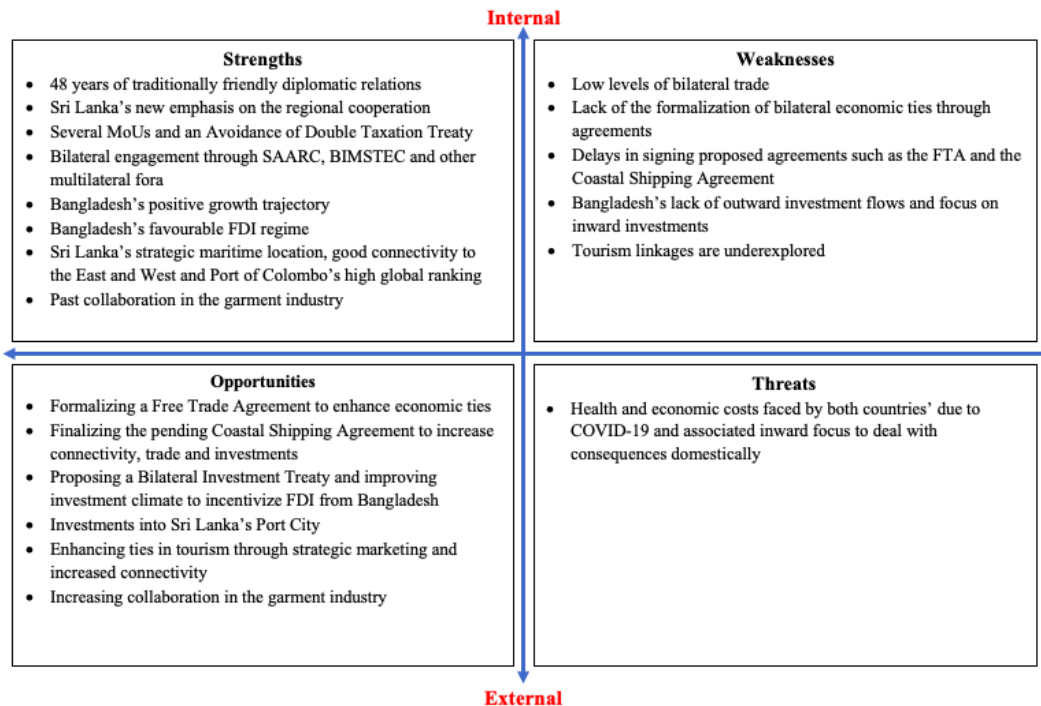 Internal
Strengths
• 48 years of traditionally friendly diplomatic relations
• Sri Lanka's new emphasis on the regional cooperation
• Several MoUs and an Avoidance of Double Taxation Treaty
• Bilateral engagement through SAARC, BIMSTEC and other
multilateral fora
• Bangladesh's positive growth trajectory
• Bangladesh's favourable FDI regime
• Sri Lanka's strategic maritime location, good connectivity to
the East and West and Port of Colombo's high global ranking
• Past collaboration in the garment industry
Weaknesses
• Low levels of bilateral trade
• Lack of the formalization of bilateral economic ties through
agreements
• Delays in signing proposed agreements such as the FTA and the
Coastal Shipping Agreement
• Bangladesh's lack of outward investment flows and focus on
inward investments
• Tourism linkages are underexplored
Opportunities
• Formalizing a Free Trade Agreement to enhance economic ties
• Finalizing the pending Coastal Shipping Agreement to increase
connectivity, trade and investments
• Proposing a Bilateral Investment Treaty and improving
investment climate to incentivize FDI from Bangladesh
• Investments into Sri Lanka's Port City
• Enhancing ties in tourism through strategic marketing and
increased connectivity
• Increasing collaboration in the garment industry
Threats
• Health and economic costs faced by both countries' due to
COVID-19 and associated inward focus to deal with
consequences domestically
External